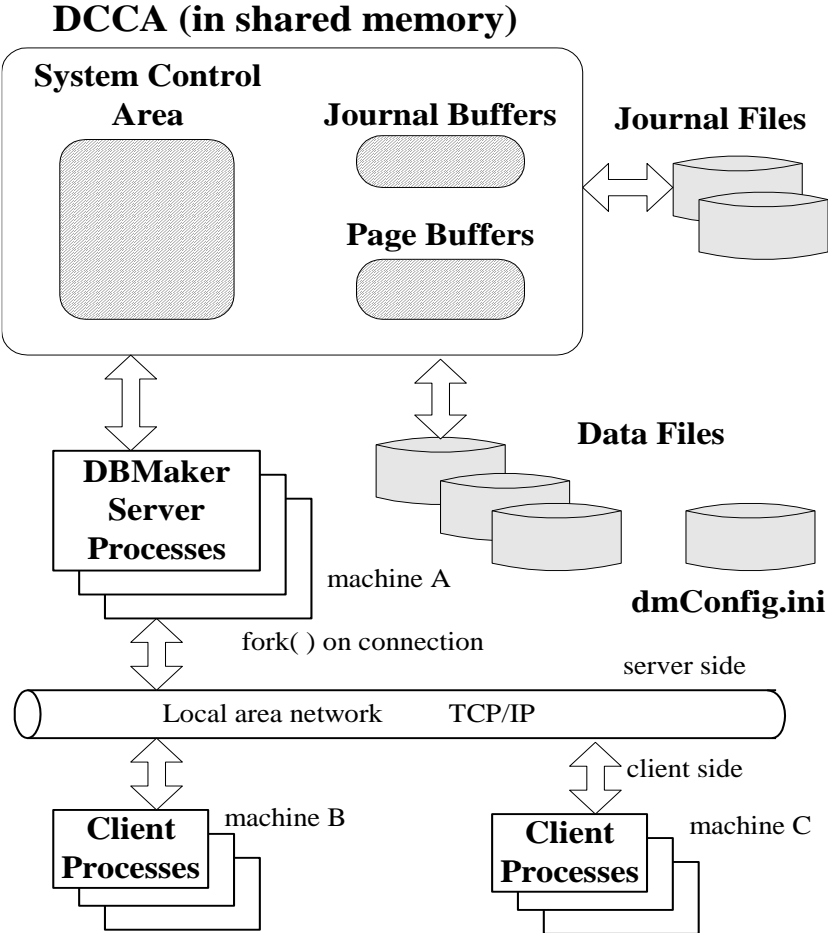 DCCA (in shared memory)
System Control
Area
Journal Buffers
Journal Files
Page Buffers
Data Files
DBMaker
Server
Processes
machine A
dmConfig.ini
fork( ) on connection
server side
Local area network TCP/IP
client side
machine B
Client
Processes
machine C
Client
Processes